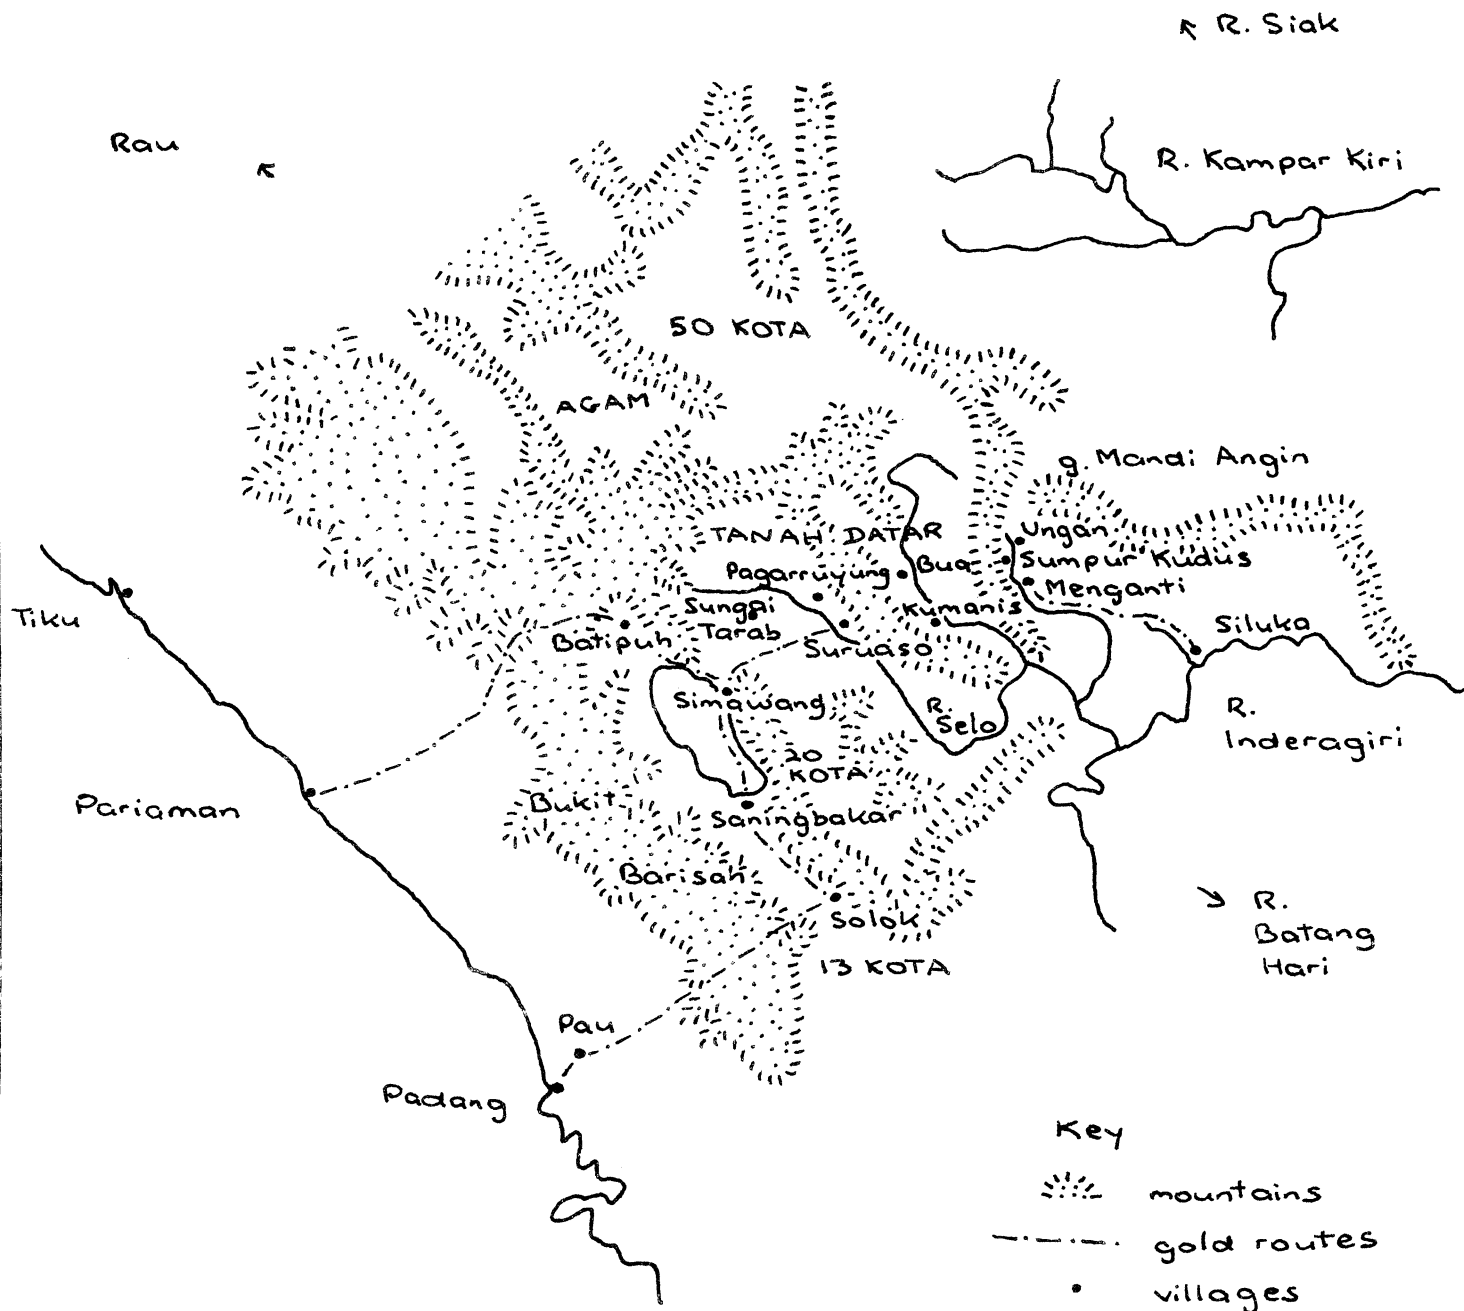 R. Siak
Rau
R. Kampar Kiri
50 KOTA
AGAM
g. Mandi Angin
TANAH DATAR
Ungan
Bua
Sumpur Kudus
Pagarruyung
Menganti
Sungai
Tarab
Kumanis
Siluka
Tiku
Batipuh
Suruaso
Simawang
R.
Selo
R.
Inderagiri
20
KOTA
Pariaman
Bukit
Saningbakar
Barisan
Solok
R.
Batang
Hari
13 KOTA
Pau
Padang
Key
mountains
gold routes
villages